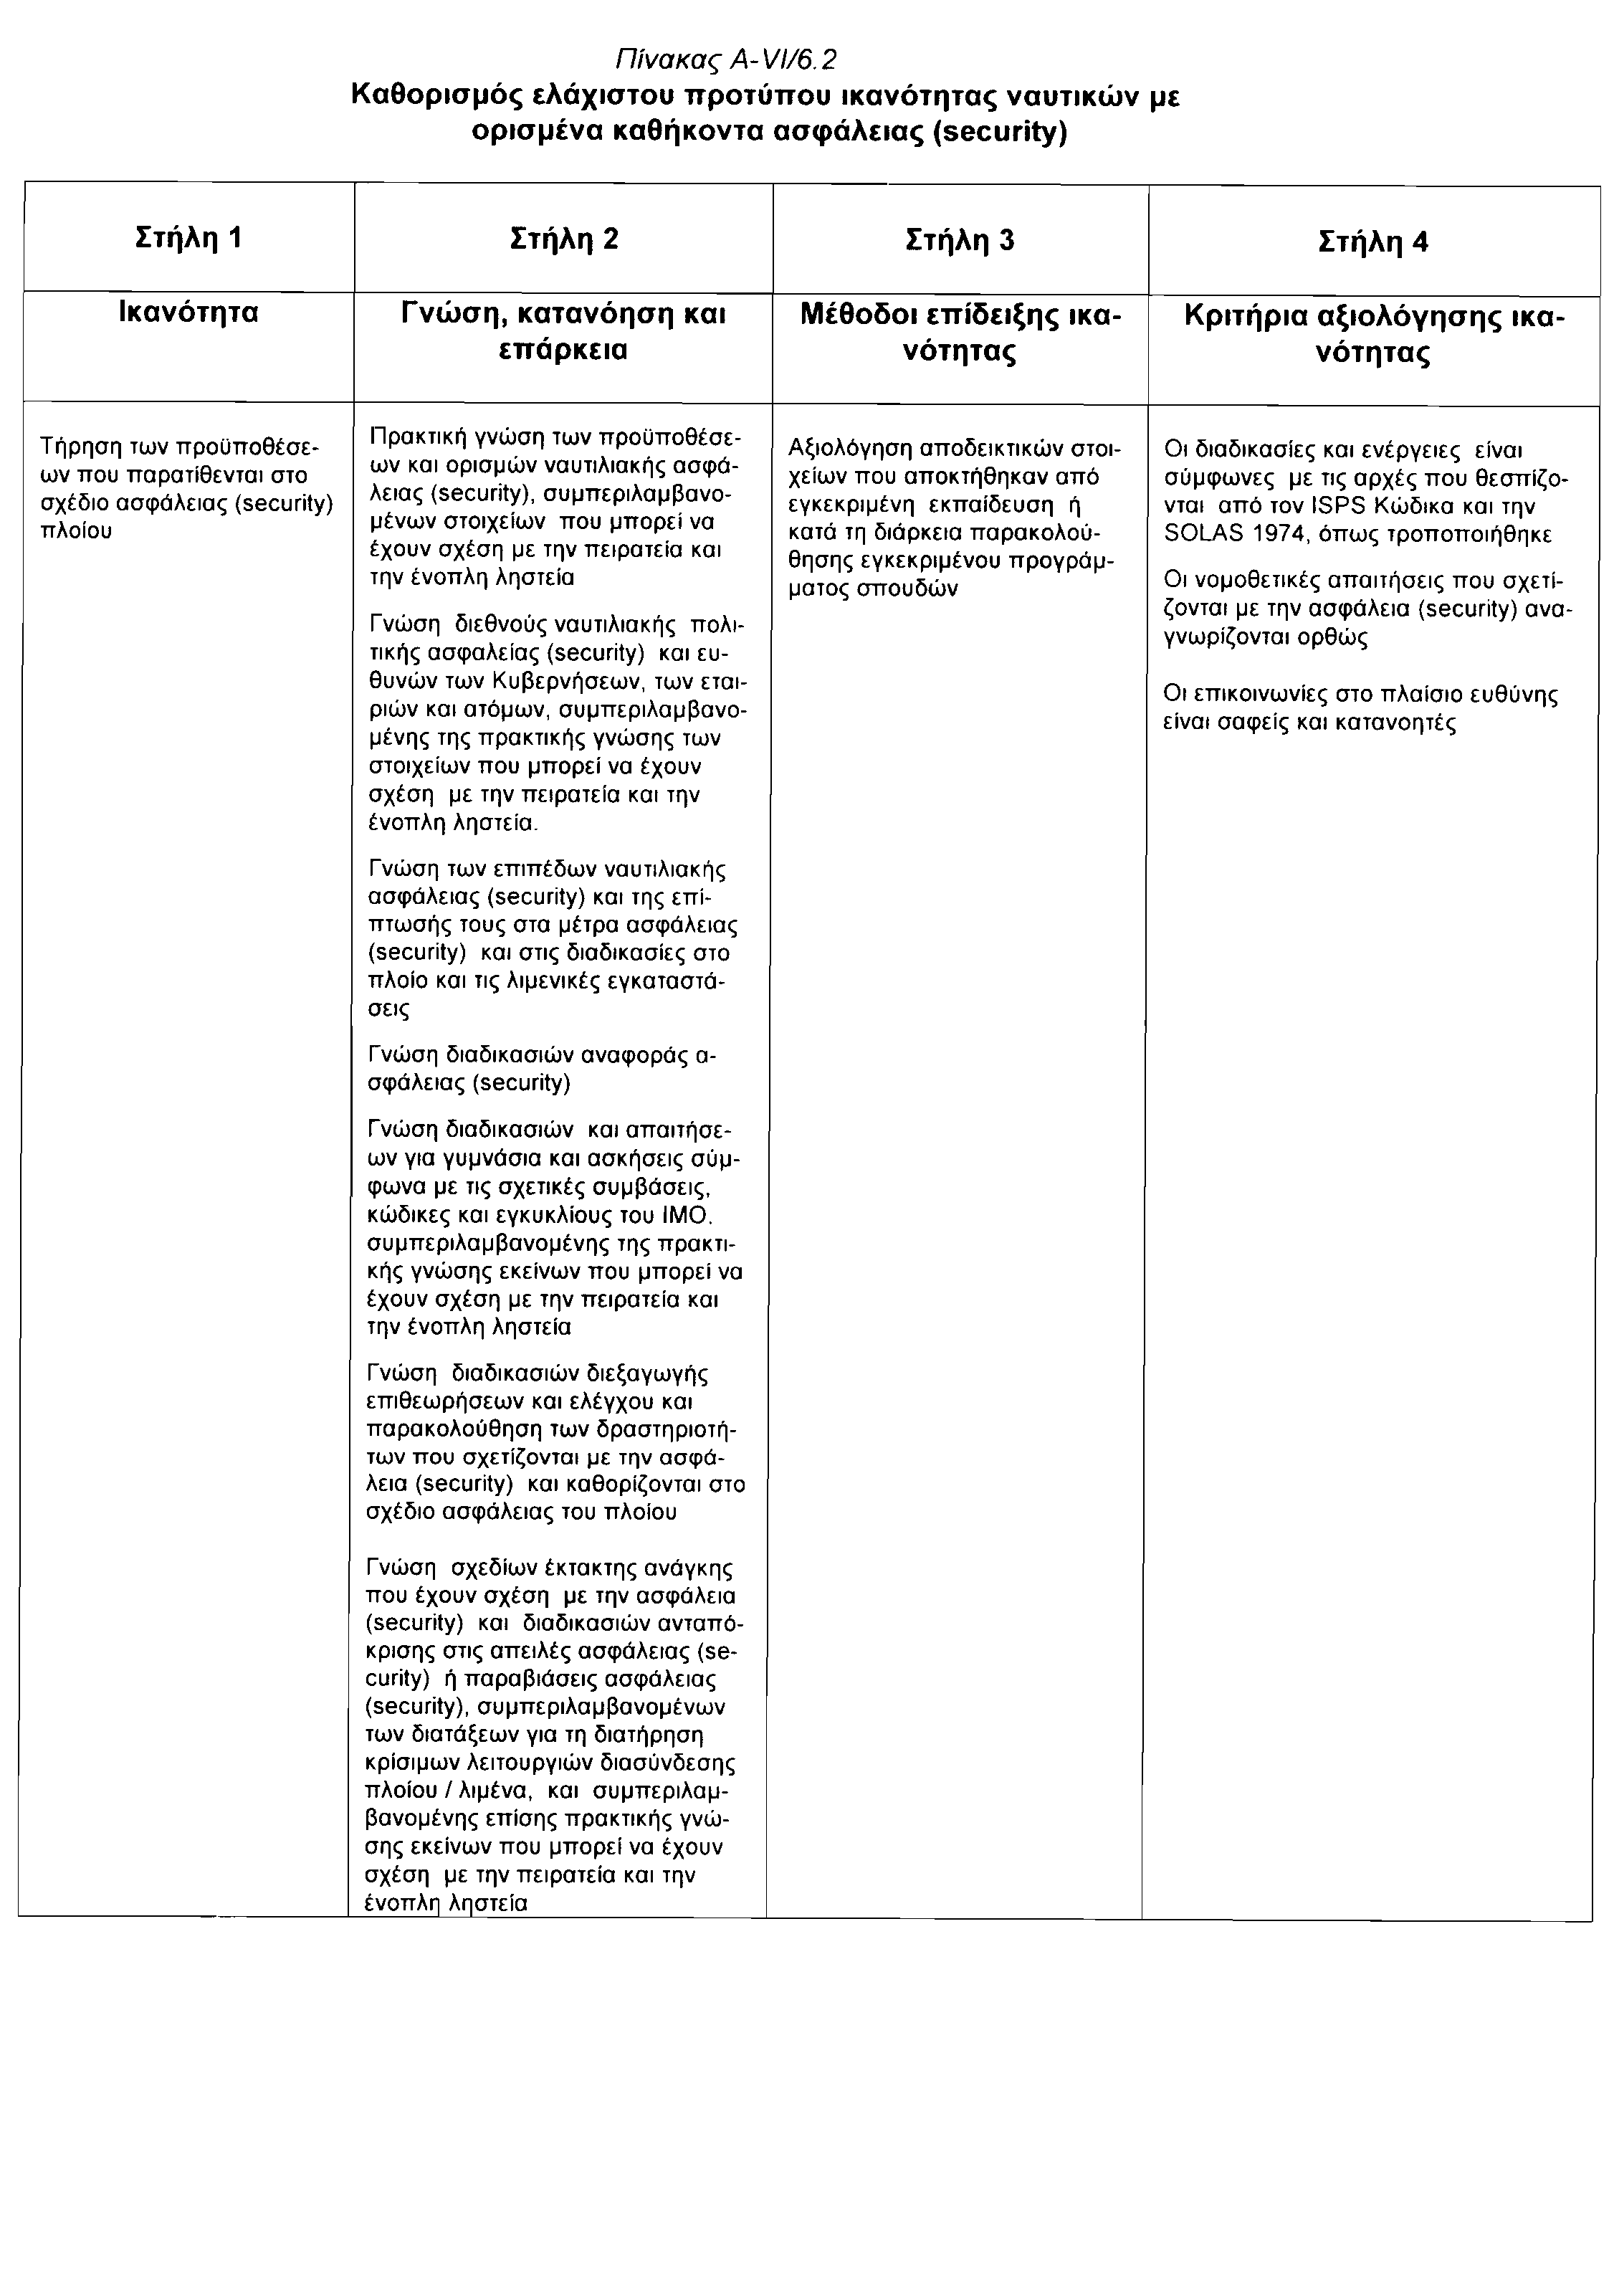 Πίνακας A-VI/6.2
Καθορισμός ελάχιστου προτύπου ικανότητας ναυτικών με
ορισμένα καθήκοντα ασφάλειας (security)
Στήλη 1
Στήλη 2
Στήλη 3
Στήλη 4
Ικανότητα
Γνώση, κατανόηση και
επάρκεια
Μέθοδοι επίδειξης ικα-
νότητας
Κριτήρια αξιολόγησης ικα-
νότητας
Τήρηση των προϋποθέσε-
ων που παρατίθενται στο
σχέδιο ασφάλειας (security)
πλοίου
Πρακτική γνώση των προϋποθέσε-
ων και ορισμών ναυτιλιακής ασφά-
λειας (security), συμπεριλαμβανο-
μένων στοιχείων που μπορεί να
έχουν σχέση με την πειρατεία και
την ένοπλη ληστεία
Γνώση διεθνούς ναυτιλιακής πολι-
τικής ασφαλείας (security) και ευ-
θυνών των Κυβερνήσεων, των εται-
ριών και ατόμων, συμπεριλαμβανο-
μένης της πρακτικής γνώσης των
στοιχείων που μπορεί να έχουν
σχέση με την πειρατεία και την
ένοπλη ληστεία.
Γνώση των επιπέδων ναυτιλιακής
ασφάλειας (security) και της επί-
πτωσής τους στα μέτρα ασφάλειας
(security) και στις διαδικασίες στο
πλοίο και τις λιμενικές εγκαταστά-
σεις
Γνώση διαδικασιών αναφοράς α-
σφάλειας (security)
Γνώση διαδικασιών και απαιτήσε-
ων για γυμνάσια και ασκήσεις σύμ-
φωνα με τις σχετικές συμβάσεις,
κώδικες και εγκυκλίους του IMO.
συμπεριλαμβανομένης της πρακτι-
κής γνώσης εκείνων που μπορεί να
έχουν σχέση με την πειρατεία και
την ένοπλη ληστεία
Γνώση διαδικασιών διεξαγωγής
επιθεωρήσεων και ελέγχου και
παρακολούθηση των δραστηριοτή-
των που σχετίζονται με την ασφά-
λεια (security) και καθορίζονται στο
σχέδιο ασφάλειας του πλοίου
Γνώση σχεδίων έκτακτης ανάγκης
που έχουν σχέση με την ασφάλεια
(security) και διαδικασιών ανταπό-
κρισης στις απειλές ασφάλειας (se-
curity) ή παραβιάσεις ασφάλειας
(security), συμπεριλαμβανομένων
των διατάξεων για τη διατήρηση
κρίσιμων λειτουργιών διασύνδεσης
πλοίου / λιμένα, και συμπεριλαμ-
βανομένης επίσης πρακτικής γνώ-
σης εκείνων που μπορεί να έχουν
σχέση με την πειρατεία και την
ένοπλη ληστεία
Αξιολόγηση αποδεικτικών στοι-
χείων που αποκτήθηκαν από
εγκεκριμένη εκπαίδευση ή
κατά τη διάρκεια παρακολού-
θησης εγκεκριμένου προγράμ-
ματος σπουδών
Οι διαδικασίες και ενέργειες είναι
σύμφωνες με τις αρχές που θεσπίζο-
νται από τον ISPS Κώδικα και την
SOLAS 1974, όπως τροποποιήθηκε
Οι νομοθετικές απαιτήσεις που σχετί-
ζονται με την ασφάλεια (security) ανα-
γνωρίζονται ορθώς
Οι επικοινωνίες στο πλαίσιο ευθύνης
είναι σαφείς και κατανοητές